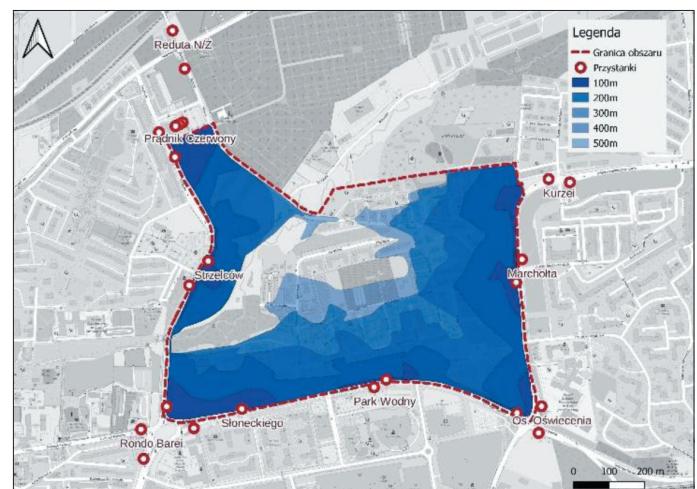 Reduta N/Ż
Prądnik Czerwony
Strzelców
Rondo Barei
Słoneckiego
Park Wodny
Oś. Oświecenia
Marchołta
Kurzei
Legenda
Granica obszaru
Przystanki
100m
200m
300m
400m
500m
0 100 200 m